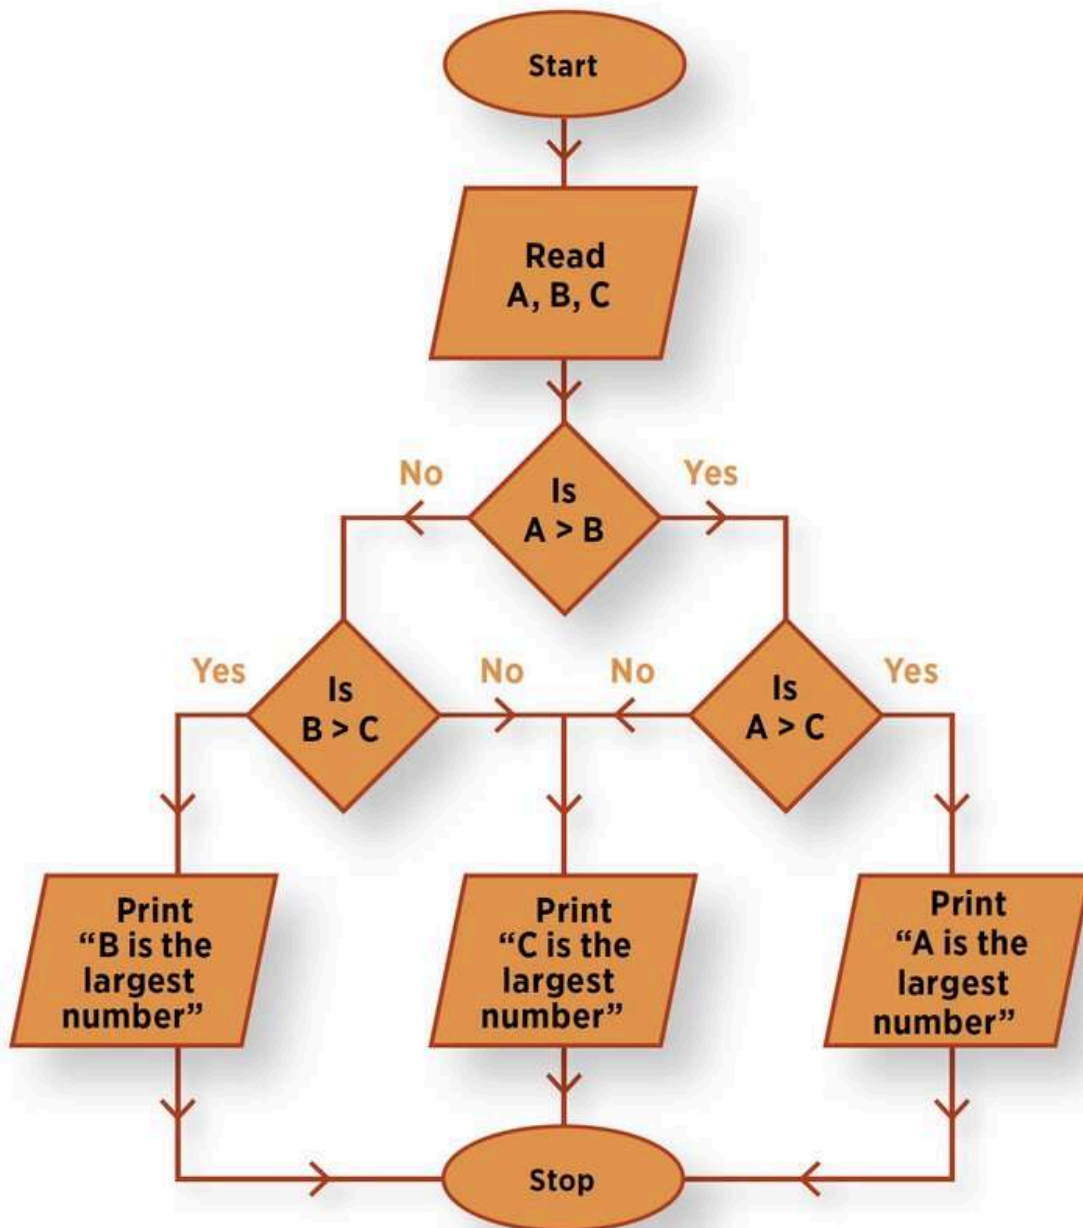 Start
Read
A, B, C
No
Yes
Is
A > B
Yes
Is
B > C
No
No
Is
A > C
Yes
Print
“B is the
largest
number”
Print
“C is the
largest
number”
Print
“A is the
largest
number”
Stop